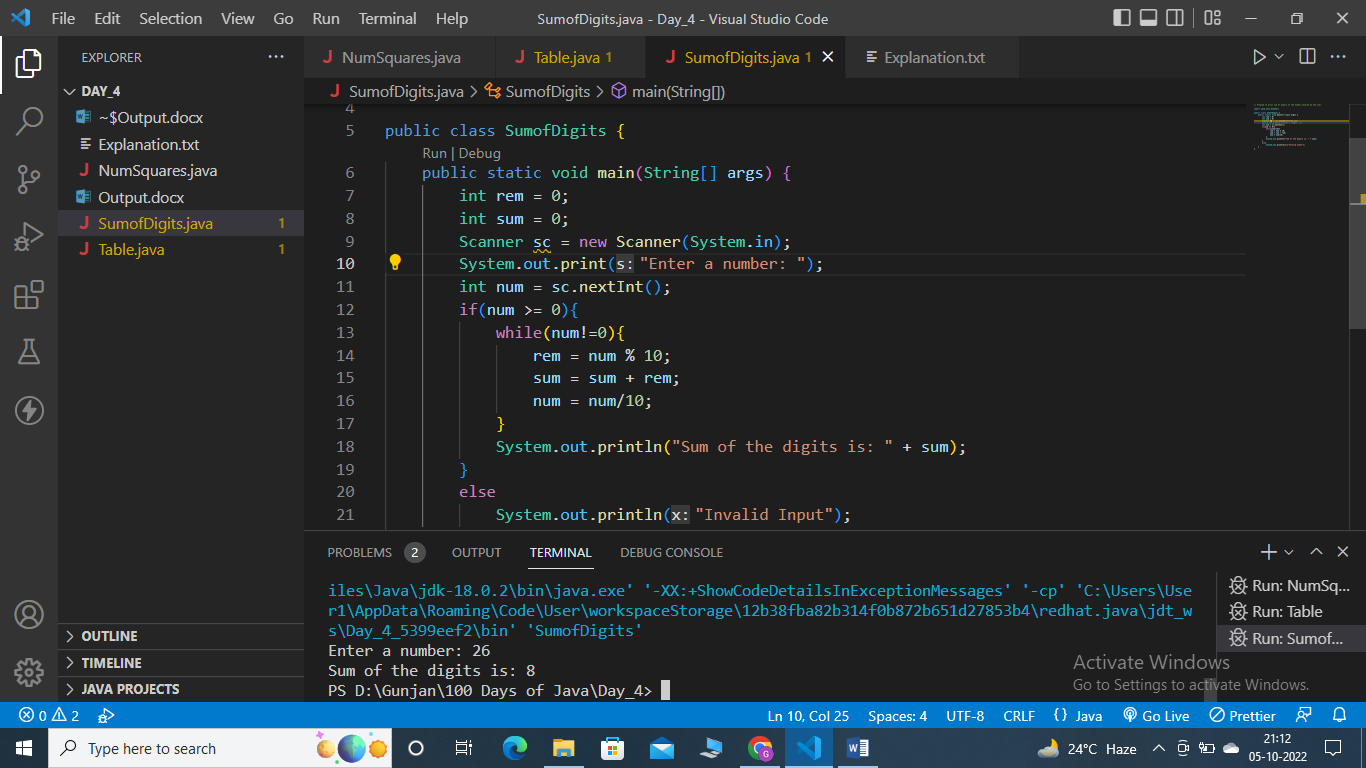 File Edit Selection View Go Run Terminal Help SumofDigits.java - Day_4 - Visual Studio Code
EXPLORER ...
DAY_4
~$Output.docx
Explanation.txt
NumSquares.java
Output.docx
SumofDigits.java 1
Table.java 1
OUTLINE
TIMELINE
JAVA PROJECTS
NumSquares.java Table.java 1 SumofDigits.java 1 Explanation.txt
SumofDigits.java > SumofDigits > main(String[])
4
5 public class SumofDigits {
Run | Debug
6 public static void main(String[] args) {
7 int rem = 0;
8 int sum = 0;
9 Scanner sc = new Scanner(System.in);
10 System.out.print(s: "Enter a number: ");
11 int num = sc.nextInt();
12 if(num >= 0){
13 while(num!=0){
14 rem = num % 10;
15 sum = sum + rem;
16 num = num/10;
17 }
18 System.out.println("Sum of the digits is: " + sum);
19 }
20 else
21 System.out.println(x: "Invalid Input");
PROBLEMS 2 OUTPUT TERMINAL DEBUG CONSOLE
iles\Java\jdk-18.0.2\bin\java.exe' '-XX:+ShowCodeDetailsInExceptionMessages' '-cp' 'C:\Users\Use
r1\AppData\Roaming\Code\User\workspaceStorage\12b38fba82b314f0b872b651d27853b4\redhat.java\jdt_w
s\Day_4_5399eef2\bin' 'SumofDigits'
Enter a number: 26
Sum of the digits is: 8
PS D:\Gunjan\100 Days of Java\Day_4>
Run: NumSq...
Run: Table
Run: Sumof...
Activate Windows
Go to Settings to activate Windows.
0 2 Ln 10, Col 25 Spaces: 4 UTF-8 CRLF {} Java Go Live Prettier
Type here to search 24°C Haze 21:12
05-10-2022